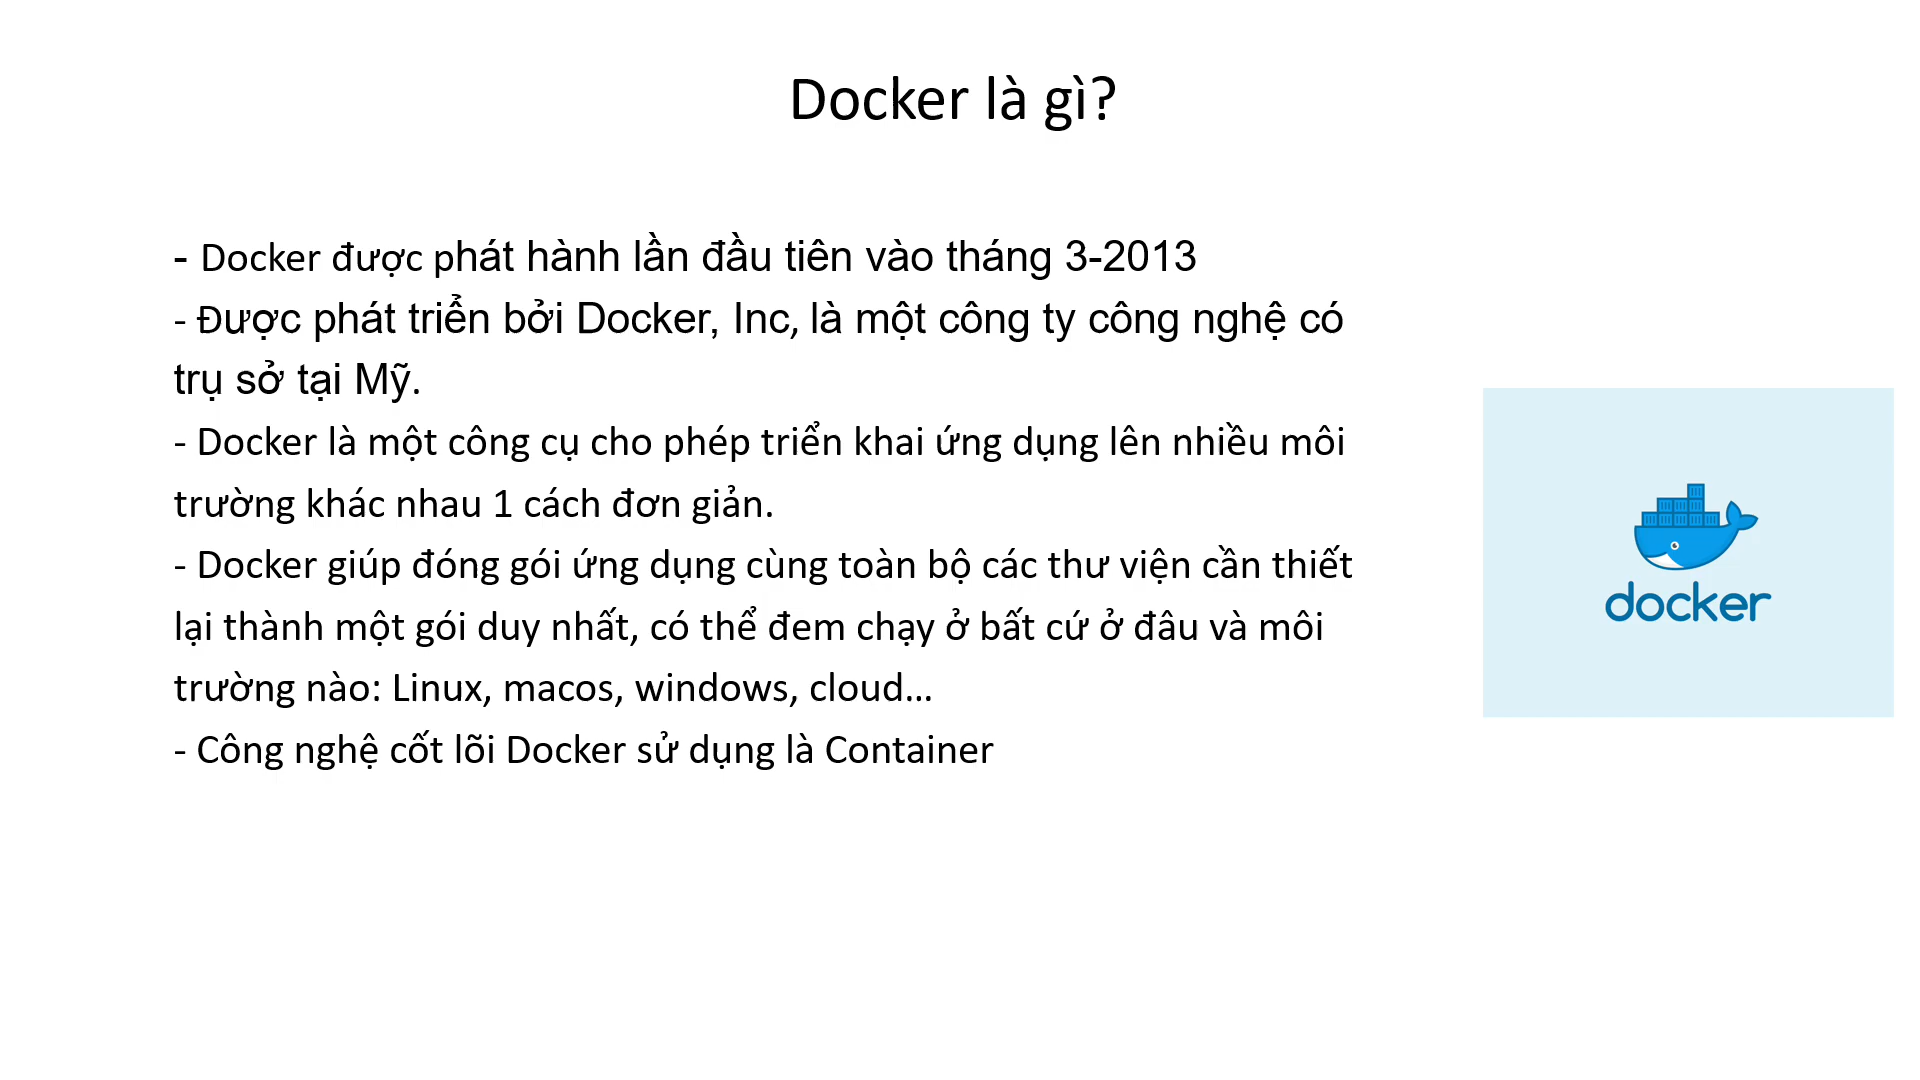 Docker là gì?
- Docker được phát hành lần đầu tiên vào tháng 3-2013
- Được phát triển bởi Docker, Inc, là một công ty công nghệ có
trụ sở tại Mỹ.
- Docker là một công cụ cho phép triển khai ứng dụng lên nhiều môi
trường khác nhau 1 cách đơn giản.
- Docker giúp đóng gói ứng dụng cùng toàn bộ các thư viện cần thiết
lại thành một gói duy nhất, có thể đem chạy ở bất cứ ở đâu và môi
trường nào: Linux, macos, windows, cloud...
- Công nghệ cốt lõi Docker sử dụng là Container
docker